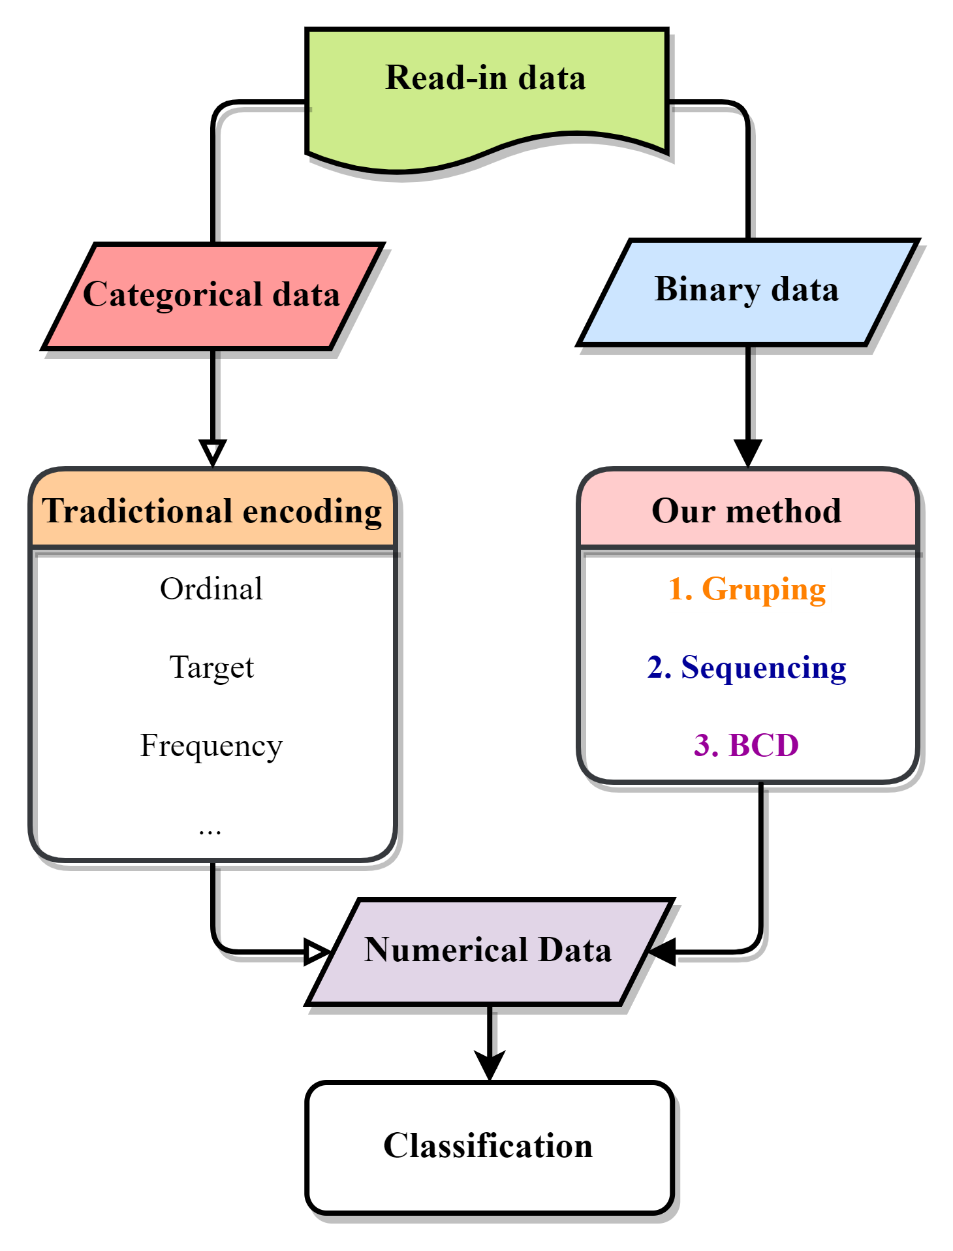 Read-in data
Categorical data
Binary data
Tradictional encoding
Ordinal
Target
Frequency
...
Our method
1. Gruping
2. Sequencing
3. BCD
Numerical Data
Classification